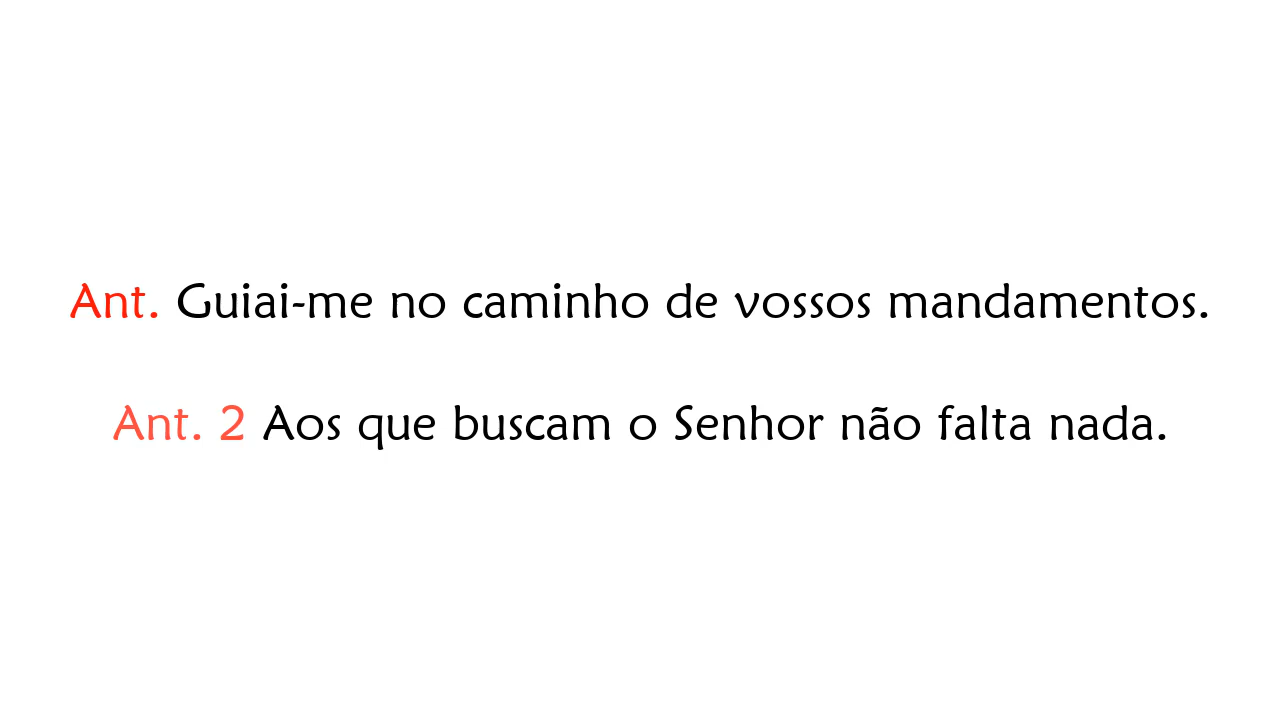 Ant. Guiai-me no caminho de vossos mandamentos.
Ant. 2 Aos que buscam o Senhor não falta nada.